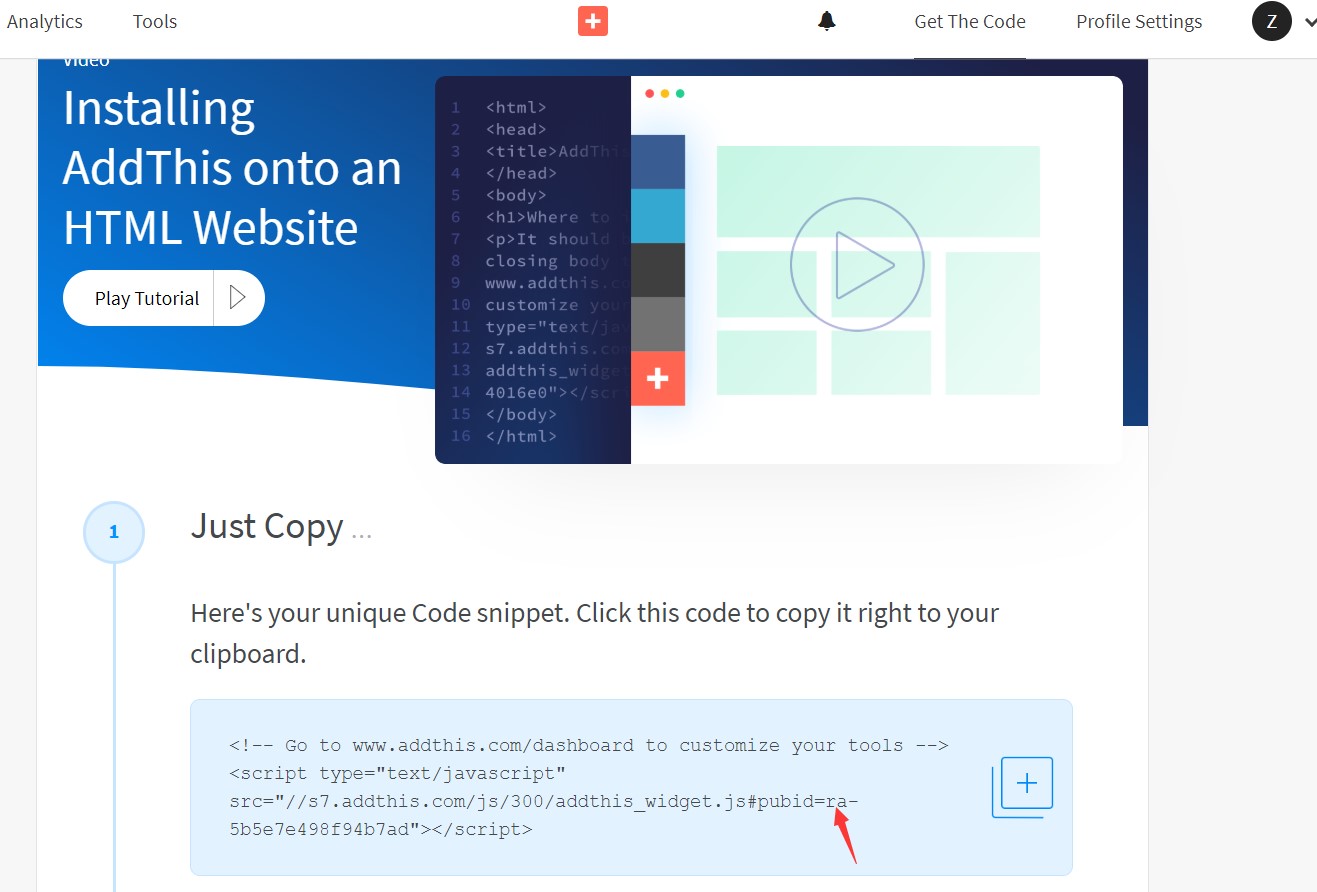 Analytics
Tools
Get The Code
Profile Settings
Z
Video
Installing
AddThis onto an
HTML Website
Play Tutorial
1 <html>
2 <head>
3 <title>AddThis
4 </head>
5 <body>
6 <h1>Where to
7 <p>It should
8 closing body
9 www.addthis.co
10 customize your
11 type="text/jav
12 s7.addthis.com
13 addthis_widge
14 4016e0"></scr
15 </body>
16 </html>
1
Just Copy ...
Here's your unique Code snippet. Click this code to copy it right to your
clipboard.
<!-- Go to www.addthis.com/dashboard to customize your tools -->
<script type="text/javascript"
src="//s7.addthis.com/js/300/addthis_widget.js#pubid=ra-
5b5e7e498f94b7ad"></script>